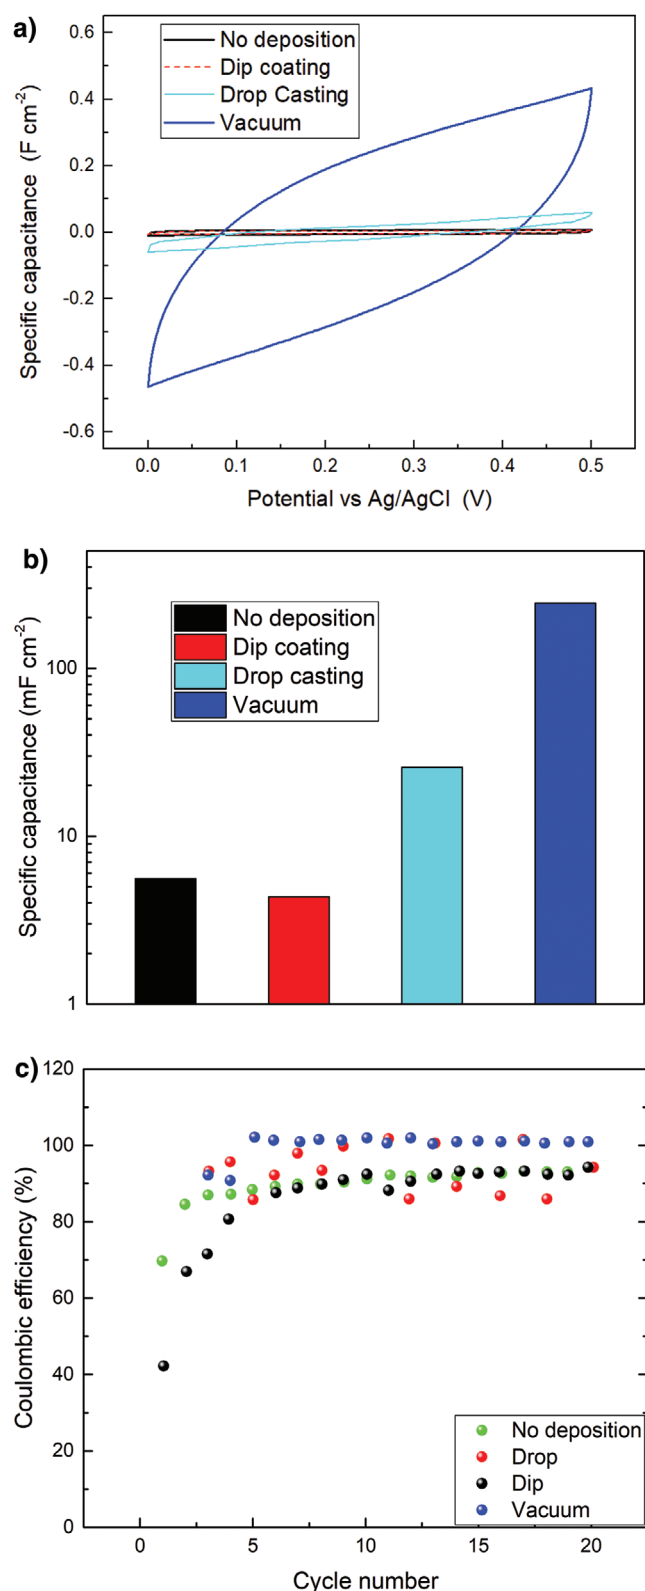 a)
No deposition
Dip coating
Drop Casting
Vacuum
Specific capacitance (F cm-2)
0.6
0.4
0.2
0.0
-0.2
-0.4
-0.6
0.0 0.1 0.2 0.3 0.4 0.5
Potential vs Ag/AgCl (V)
b)
No deposition
Dip coating
Drop casting
Vacuum
Specific capacitance (mF cm-2)
100
10
1
c)
Coulombic efficiency (%)
120
100
80
60
40
20
0
No deposition
Drop
Dip
Vacuum
0 5 10 15 20
Cycle number